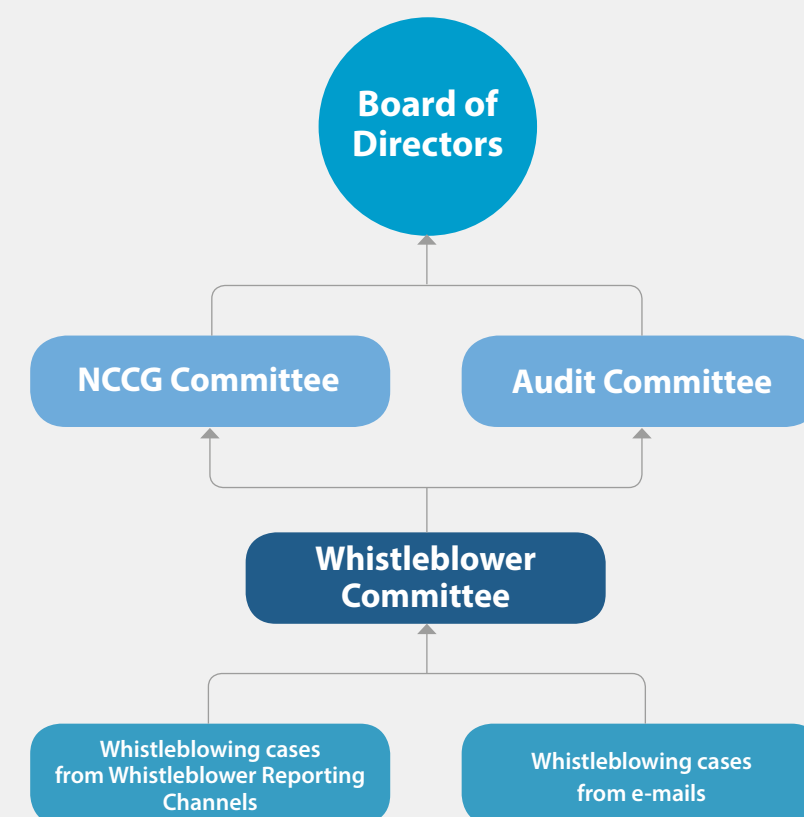 Board of
Directors
NCCG Committee
Audit Committee
Whistleblower
Committee
Whistleblowing cases
from Whistleblower Reporting
Channels
Whistleblowing cases
from e-mails